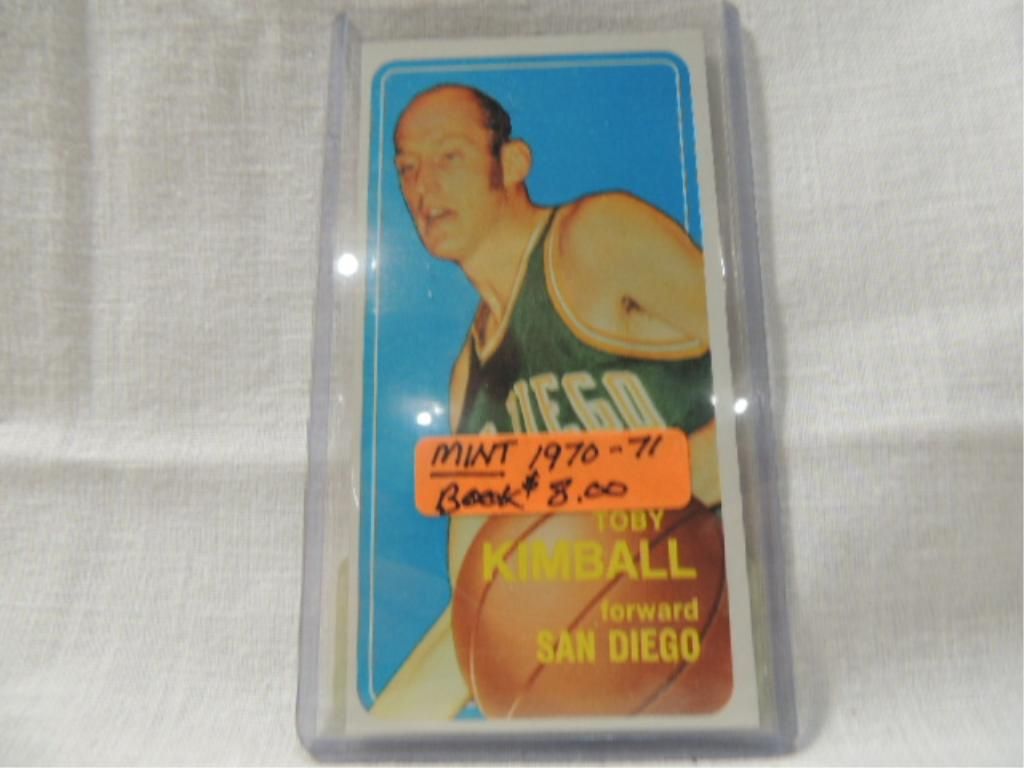 DIEGO
MINT 1970-71
BOOK $8.00
TOBY
KIMBALL
forward
SAN DIEGO